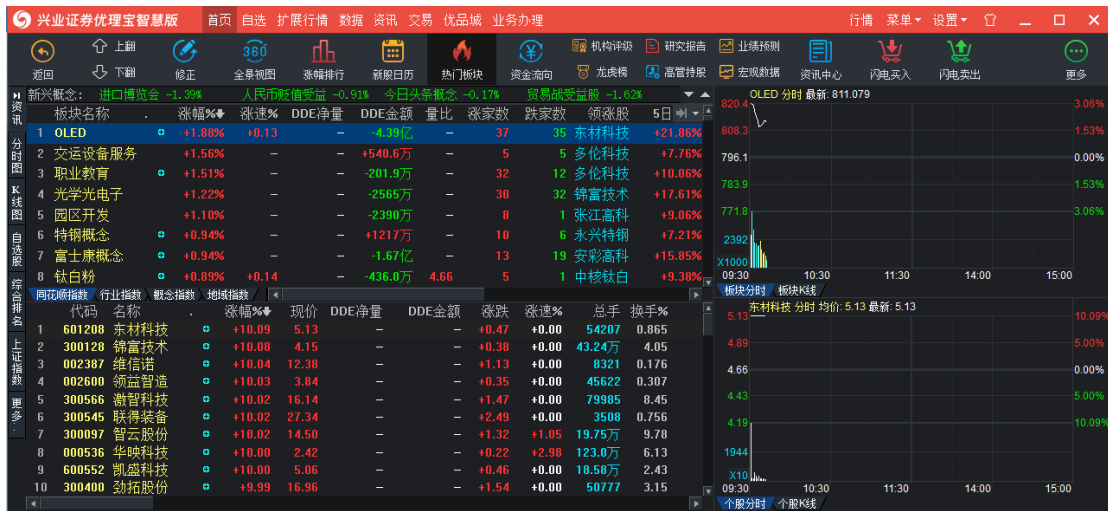 兴业证券优理宝智慧版 首页 自选 扩展行情 数据 资讯 交易 优品城 业务办理 行情 菜单 设置
上翻 机构评级 研究报告 业绩预测
返回 下翻 修正 全景视图 涨幅排行 新股日历 热门板块 资金流向 龙虎榜 高管持股 宏观数据 资讯中心 闪电买入 闪电卖出 更多
360
新兴概念: 进口博览会 -1.39% 人民币贬值受益 -0.91% 今日头条概念 -0.17% 贸易战受益股 -1.62%
板块名称 . 涨幅% 涨速% DDE净量 DDE金额 量比 涨家数 跌家数 领涨股 5日
1 OLED +1.88% +0.13 — -4.39亿 — 37 35 东材科技 +21.86%
2 交运设备服务 +1.56% — — +540.6万 — 5 5 多伦科技 +7.76%
3 职业教育 +1.51% — — -201.9万 — 32 12 多伦科技 +10.06%
4 光学光电子 +1.22% — — -2565万 — 30 32 锦富技术 +17.61%
5 园区开发 +1.10% — — -2390万 — 8 1 张江高科 +9.06%
6 特钢概念 +0.94% — — +1217万 — 10 6 永兴特钢 +7.21%
7 富士康概念 +0.94% — — -1.67亿 — 13 19 安彩高科 +15.85%
8 钛白粉 +0.89% +0.14 — -436.0万 4.66 5 1 中核钛白 +9.38%
同花顺指数 行业指数 概念指数 地域指数
代码 名称 . 涨幅% 现价 DDE净量 DDE金额 涨跌 涨速% 总手 换手%
1 601208 东材科技 +10.09 5.13 — — +0.47 +0.00 54207 0.865
2 300128 锦富技术 +10.08 4.15 — — +0.38 +0.00 43.24万 4.05
3 002387 维信诺 +10.04 12.38 — — +1.13 +0.00 8321 0.176
4 002600 领益智造 +10.03 3.84 — — +0.35 +0.00 45622 0.307
5 300566 激智科技 +10.02 16.14 — — +1.47 +0.00 79985 8.45
6 300545 联得装备 +10.02 27.34 — — +2.49 +0.00 3508 0.756
7 300097 智云股份 +10.02 14.50 — — +1.32 +1.05 19.75万 9.78
8 000536 华映科技 +10.00 2.42 — — +0.22 +2.98 123.0万 6.13
9 600552 凯盛科技 +10.00 5.06 — — +0.46 +0.00 18.58万 2.43
10 300400 劲拓股份 +9.99 16.96 — — +1.54 +0.00 50777 3.15
资讯
分时图
K线图
自选股
综合排名
上证指数
更多
OLED 分时 最新: 811.079
820.4 3.06%
808.3 1.53%
796.1 0.00%
783.9 1.53%
771.8 3.06%
2392
X1000
09:30 10:30 11:30 14:00 15:00
板块分时 板块K线
东材科技 分时 均价: 5.13 最新: 5.13
5.13 10.09%
4.89 5.00%
4.66 0.00%
4.43 5.00%
4.19 10.09%
1944
X10
09:30 10:30 11:30 14:00 15:00
个股分时 个股K线